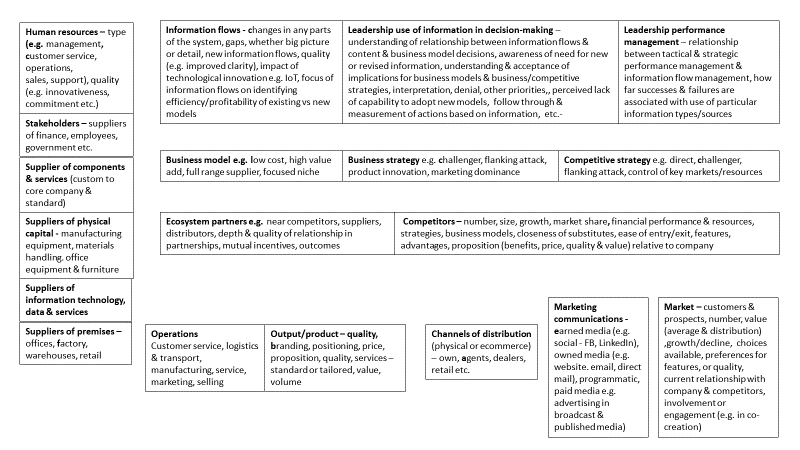 Human resources – type
(e.g. management,
customer service,
operations,
sales, support), quality
(e.g. innovativeness,
commitment etc.)
Stakeholders – suppliers
of finance, employees,
government etc.
Supplier of components
& services (custom to
core company &
standard)
Suppliers of physical
capital - manufacturing
equipment, materials
handling, office
equipment & furniture
Suppliers of
information technology,
data & services
Suppliers of premises –
offices, factory,
warehouses, retail
Information flows - changes in any parts
of the system, gaps, whether big picture
or detail, new information flows, quality
(e.g. improved clarity), impact of
technological innovation e.g. IoT, focus of
information flows on identifying
efficiency/profitability of existing vs new
models
Leadership use of information in decision-making –
understanding of relationship between information flows &
content & business model decisions, awareness of need for new
or revised information, understanding & acceptance of
implications for business models & business/competitive
strategies, interpretation, denial, other priorities,, perceived lack
of capability to adopt new models, follow through &
measurement of actions based on information, etc.-
Leadership performance
management – relationship
between tactical & strategic
performance management &
information flow management, how
far successes & failures are
associated with use of particular
information types/sources
Business model e.g. low cost, high value
add, full range supplier, focused niche
Business strategy e.g. challenger, flanking attack,
product innovation, marketing dominance
Competitive strategy e.g. direct, challenger,
flanking attack, control of key markets/resources
Ecosystem partners e.g. near competitors, suppliers,
distributors, depth & quality of relationship in
partnerships, mutual incentives, outcomes
Competitors – number, size, growth, market share, financial performance & resources,
strategies, business models, closeness of substitutes, ease of entry/exit, features,
advantages, proposition (benefits, price, quality & value) relative to company
Operations
Customer service, logistics
& transport,
manufacturing, service,
marketing, selling
Output/product – quality,
branding, positioning, price,
proposition, quality, services –
standard or tailored, value,
volume
Channels of distribution
(physical or ecommerce)
– own, agents, dealers,
retail etc.
Marketing
communications -
earned media (e.g.
social - FB, LinkedIn),
owned media (e.g.
website. email, direct
mail), programmatic,
paid media e.g.
advertising in
broadcast &
published media)
Market – customers &
prospects, number, value
(average & distribution)
,growth/decline, choices
available, preferences for
features, or quality,
current relationship with
company & competitors,
involvement or
engagement (e.g. in co-
creation)